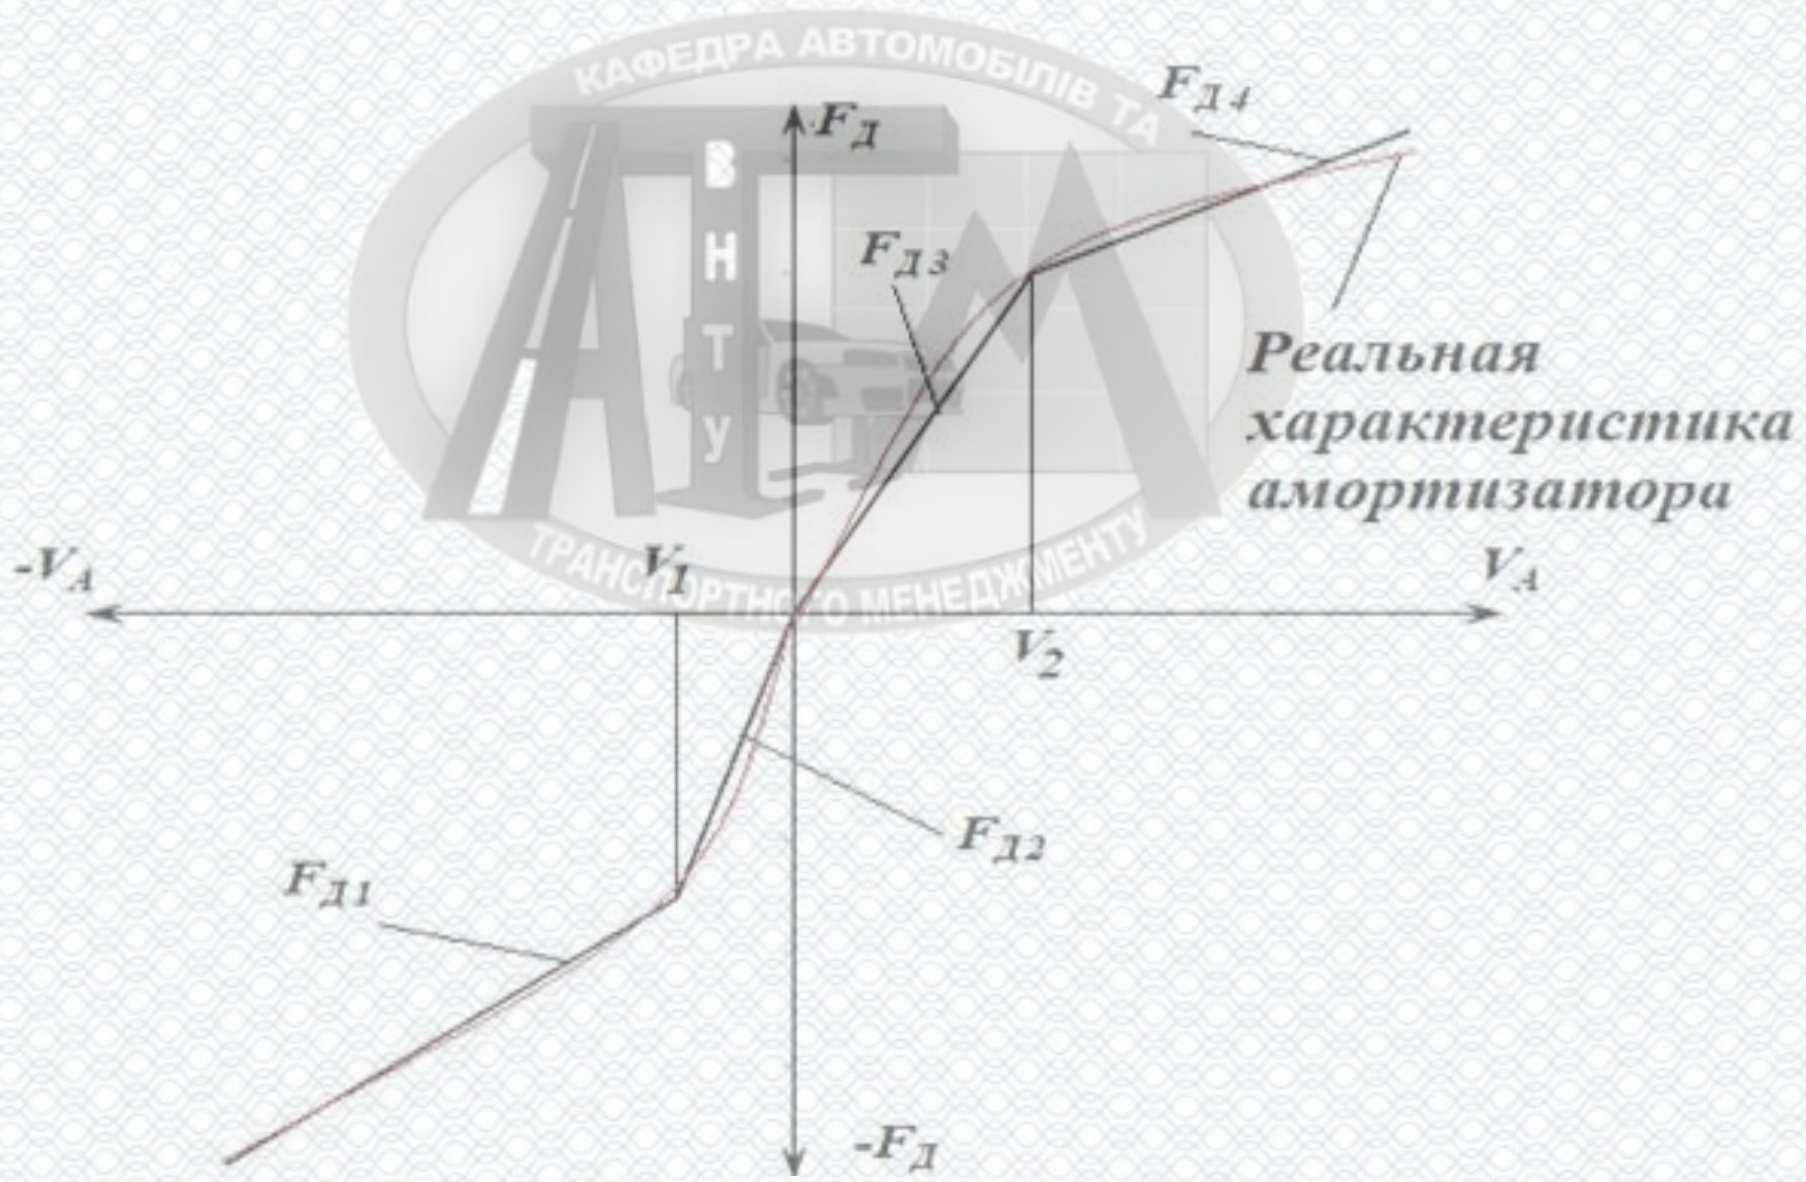 КАФЕДРА АВТОМОБІЛІВ ТА
ТРАНСПОРТНОГО МЕНЕДЖМЕНТУ
В
Н
Т
У
FД
FД4
FД3
Реальная
характеристика
амортизатора
-VA
V1
VA
V2
FД2
FД1
-FД